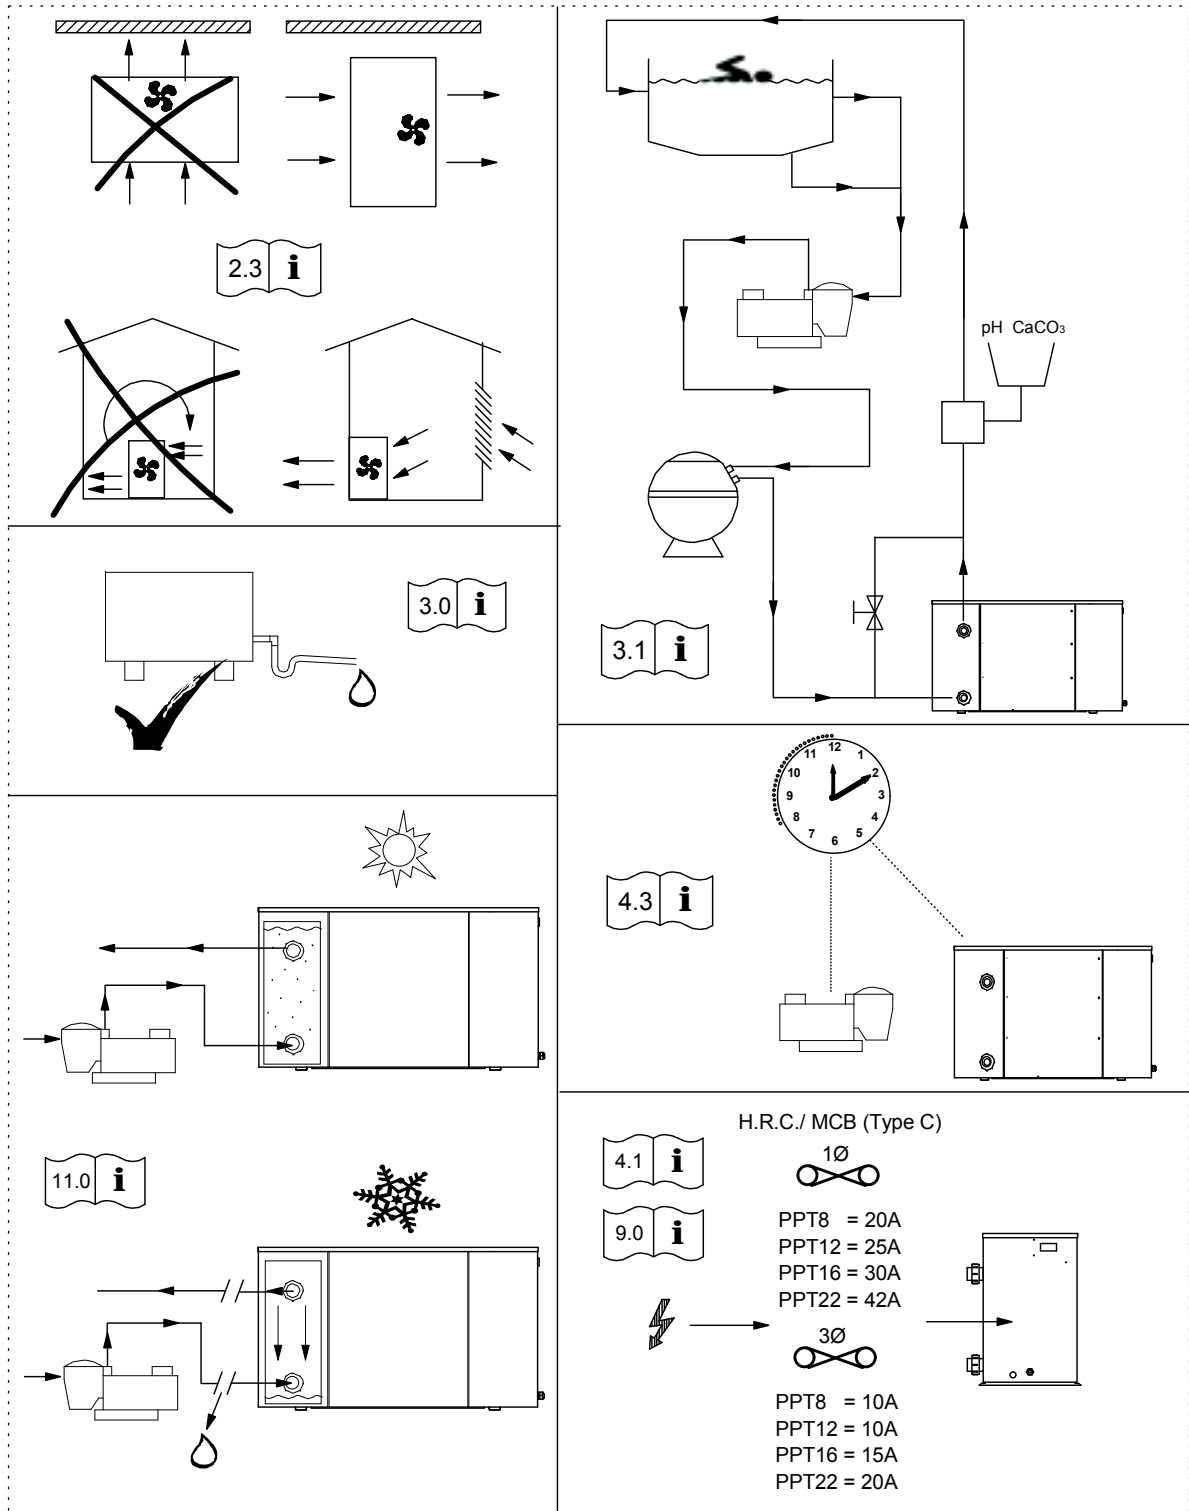 2.3 i
3.0 i
11.0 i
pH CaCO₃
3.1 i
12
1
2
3
4
5
6
7
8
9
10
11
4.3 i
H.R.C./ MCB (Type C)
4.1 i
9.0 i
1Ø
PPT8 = 20A
PPT12 = 25A
PPT16 = 30A
PPT22 = 42A
3Ø
PPT8 = 10A
PPT12 = 10A
PPT16 = 15A
PPT22 = 20A